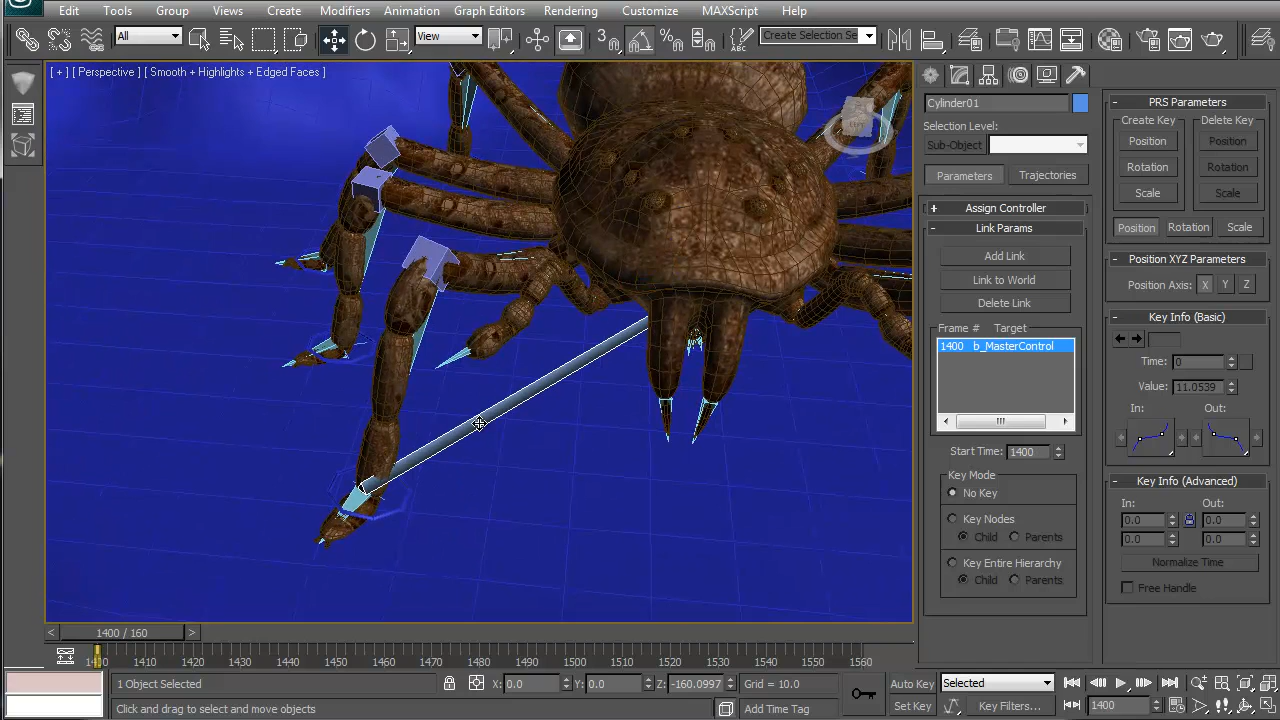 Edit Tools Group Views Create Modifiers Animation Graph Editors Rendering Customize MAXScript Help
All
View
3
%
ABC
Create Selection Se
[ + ] [ Perspective ] [ Smooth + Highlights + Edged Faces ]
Cylinder01
Selection Level:
Sub-Object
Parameters
Trajectories
+ Assign Controller
- Link Params
Add Link
Link to World
Delete Link
Frame # Target
1400 b_MasterControl
Start Time: 1400
Key Mode
No Key
Key Nodes
Child Parents
Key Entire Hierarchy
Child Parents
- PRS Parameters
Create Key Delete Key
Position Position
Rotation Rotation
Scale Scale
Position Rotation Scale
- Position XYZ Parameters
Position Axis: X Y Z
- Key Info (Basic)
Time: 0
Value: 11.0539
In: Out:
- Key Info (Advanced)
In: Out:
0.0 0.0
0.0 0.0
Normalize Time
Free Handle
< 1400 / 160 >
1400 1410 1420 1430 1440 1450 1460 1470 1480 1490 1500 1510 1520 1530 1540 1550 1560
1 Object Selected
X: 0.0 Y: 0.0 Z: -160.0997
Grid = 10.0
Auto Key
Selected
Click and drag to select and move objects
Add Time Tag
Set Key
Key Filters...
1400